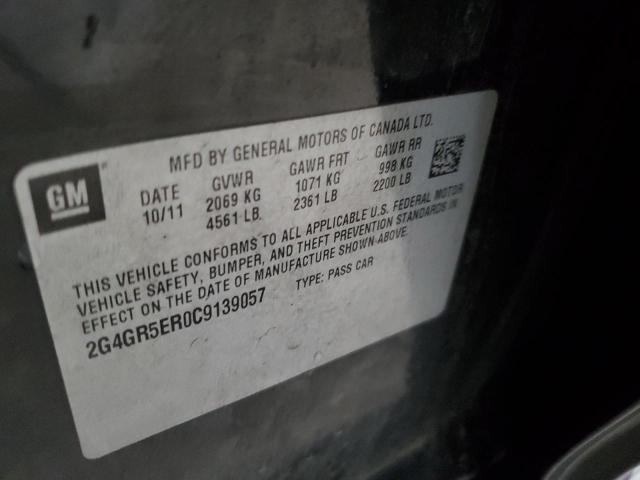 GM
MFD BY GENERAL MOTORS OF CANADA LTD.
DATE GVWR GAWR FRT GAWR RR
10/11 2069 KG 1071 KG 998 KG
4561 LB. 2361 LB 2200 LB
THIS VEHICLE CONFORMS TO ALL APPLICABLE U.S. FEDERAL MOTOR
VEHICLE SAFETY, BUMPER, AND THEFT PREVENTION STANDARDS IN
EFFECT ON THE DATE OF MANUFACTURE SHOWN ABOVE.
2G4GR5ER0C9139057 TYPE: PASS CAR